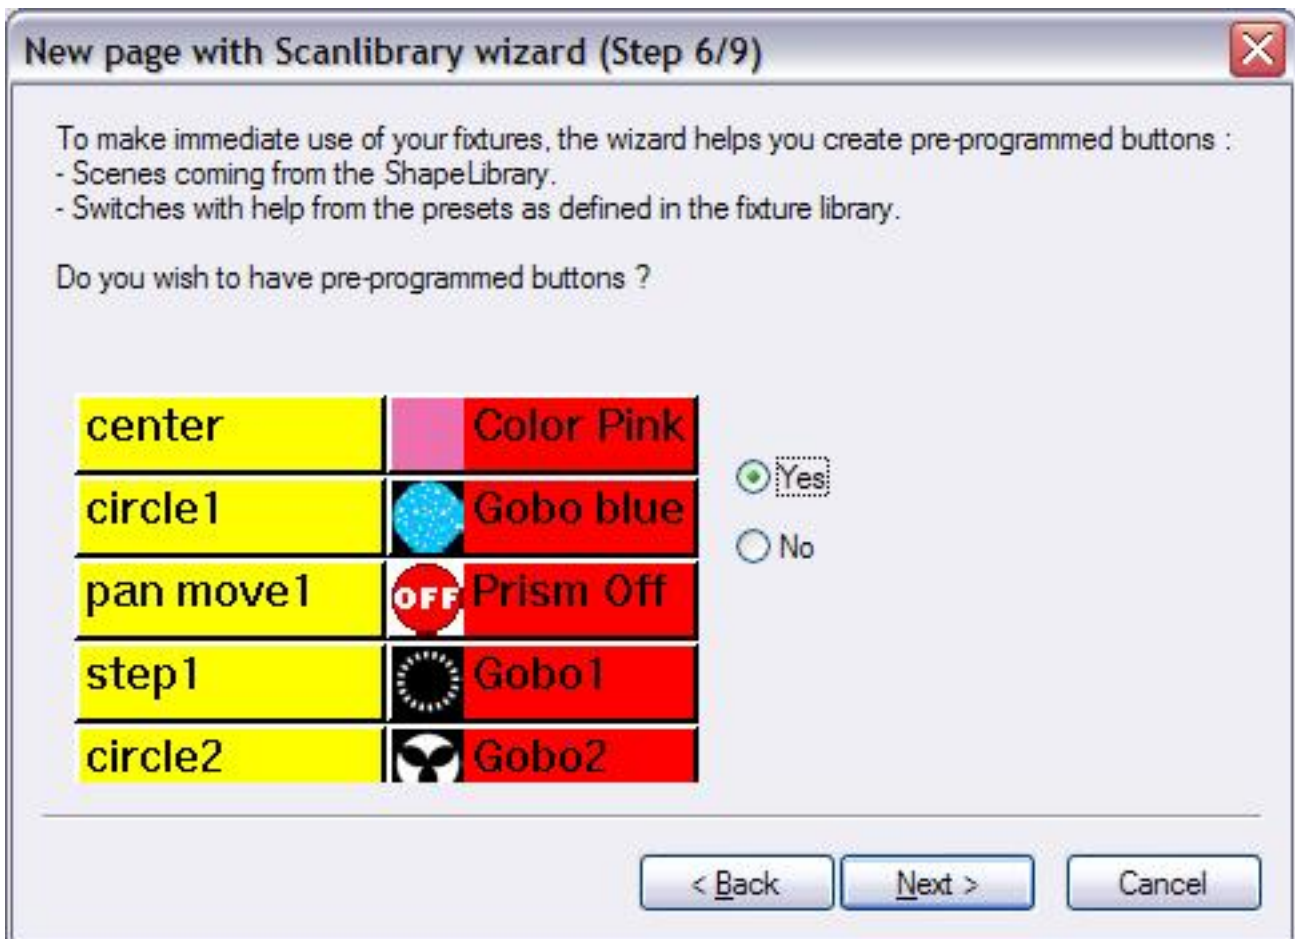 New page with Scanlibrary wizard (Step 6/9)
To make immediate use of your fixtures, the wizard helps you create pre-programmed buttons :
- Scenes coming from the ShapeLibrary.
- Switches with help from the presets as defined in the fixture library.
Do you wish to have pre-programmed buttons ?
center
Color Pink
circle1
Gobo blue
pan move1
OFF
Prism Off
step1
Gobo1
circle2
Gobo2
Yes
No
< Back
Next >
Cancel